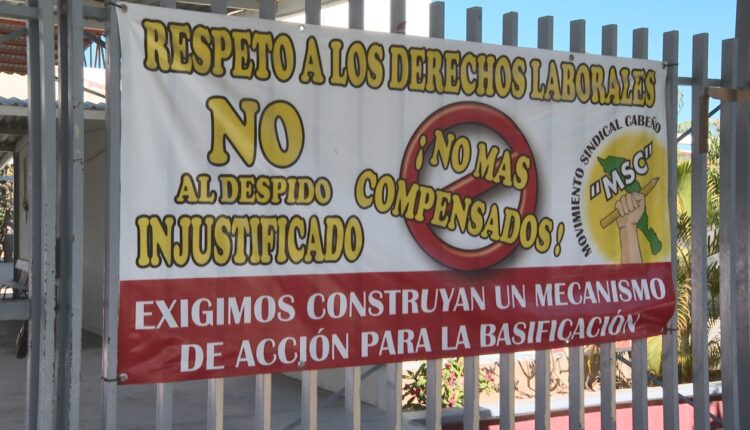 RESPETO A LOS DERECHOS LABORALES
NO
AL DESPIDO
INJUSTIFICADO
¡NO MAS
COMPENSADOS!
MOVIMIENTO SINDICAL CABEÑO
"MSC"
EXIGIMOS CONSTRUYAN UN MECANISMO
DE ACCIÓN PARA LA BASIFICACIÓN